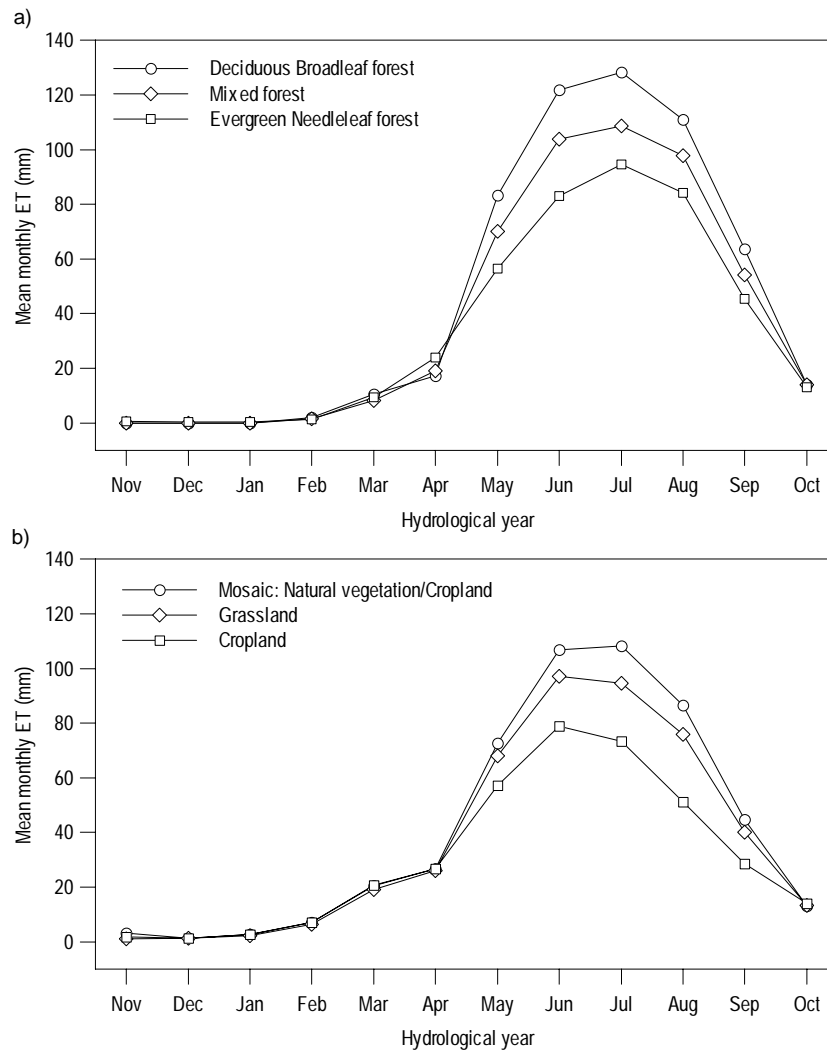 a)
140
120
100
80
60
40
20
0
Mean monthly ET (mm)
Deciduous Broadleaf forest
Mixed forest
Evergreen Needleleaf forest
Nov Dec Jan Feb Mar Apr May Jun Jul Aug Sep Oct
Hydrological year
b)
140
120
100
80
60
40
20
0
Mean monthly ET (mm)
Mosaic: Natural vegetation/Cropland
Grassland
Cropland
Nov Dec Jan Feb Mar Apr May Jun Jul Aug Sep Oct
Hydrological year